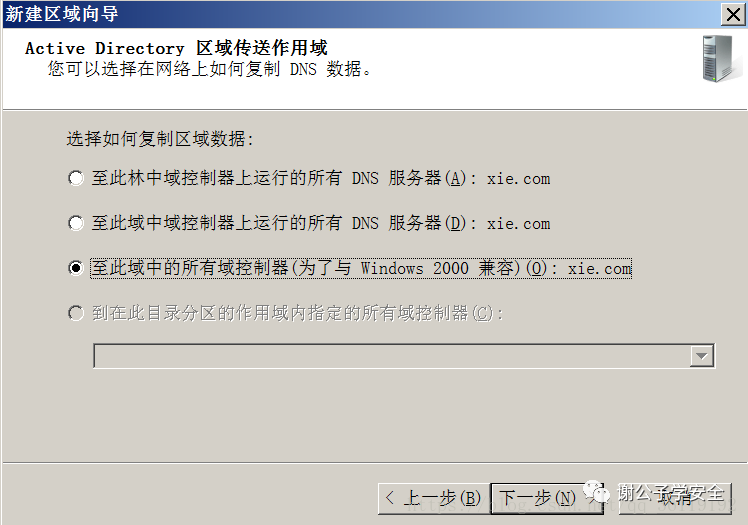 新建区域向导
Active Directory 区域传送作用域
您可以选择在网络上如何复制 DNS 数据。
选择如何复制区域数据:
至此林中域控制器上运行的所有 DNS 服务器(A): xie.com
至此域中域控制器上运行的所有 DNS 服务器(D): xie.com
至此域中的所有域控制器(为了与 Windows 2000 兼容)(O): xie.com
到在此目录分区的作用域内指定的所有域控制器(C):
< 上一步(B) 下一步(N) > 取消
谢公子学安全